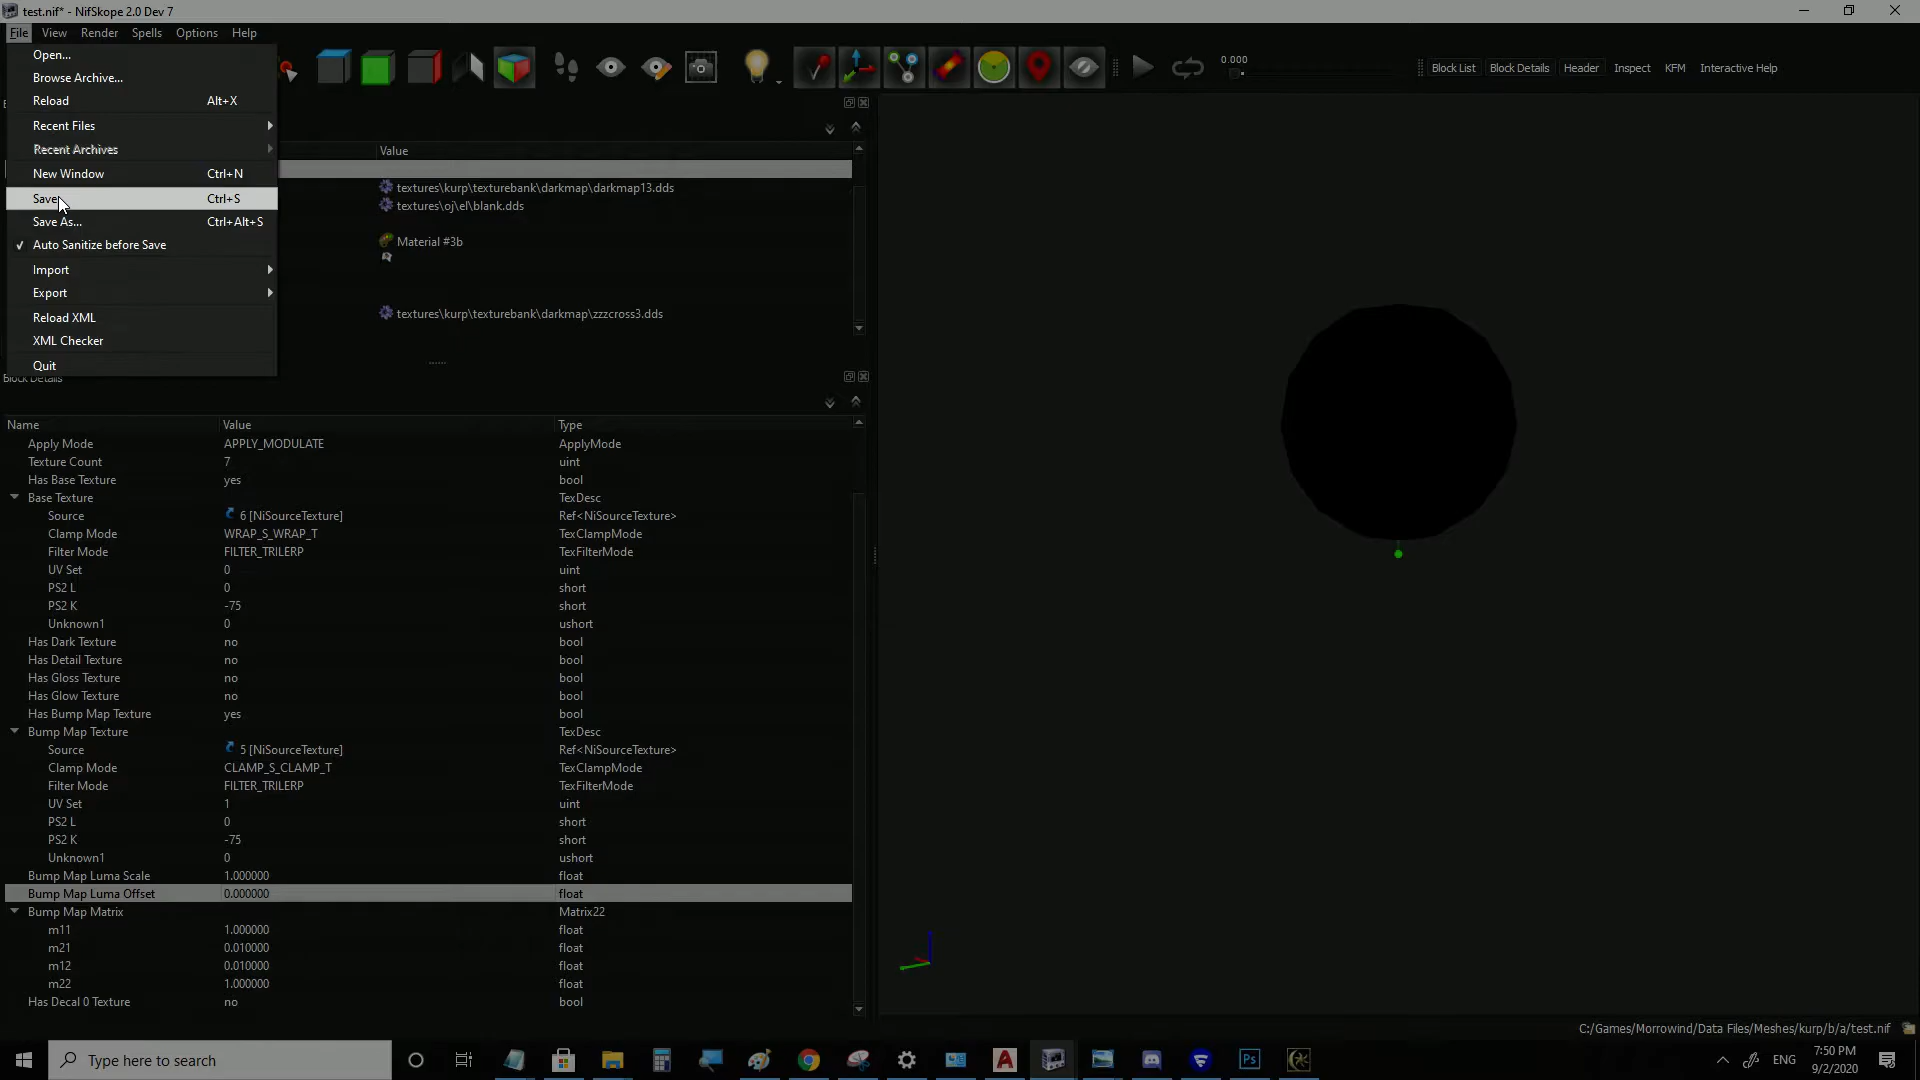 test.nif* - NifSkope 2.0 Dev 7
File View Render Spells Options Help
Open...
Browse Archive...
Reload Alt+X
Recent Files
Recent Archives
New Window Ctrl+N
Save Ctrl+S
Save As... Ctrl+Alt+S
Auto Sanitize before Save
Import
Export
Reload XML
XML Checker
Quit
0.000
Block List Block Details Header Inspect KFM Interactive Help
Value
textures\kurp\texturebank\darkmap\darkmap13.dds
textures\oj\el\blank.dds
Material #3b
textures\kurp\texturebank\darkmap\zzzcross3.dds
Block Details
Name Value Type
Apply Mode APPLY_MODULATE ApplyMode
Texture Count 7 uint
Has Base Texture yes bool
Base Texture TexDesc
Source 6 [NiSourceTexture] Ref<NiSourceTexture>
Clamp Mode WRAP_S_WRAP_T TexClampMode
Filter Mode FILTER_TRILERP TexFilterMode
UV Set 0 uint
PS2 L 0 short
PS2 K -75 short
Unknown1 0 ushort
Has Dark Texture no bool
Has Detail Texture no bool
Has Gloss Texture no bool
Has Glow Texture no bool
Has Bump Map Texture yes bool
Bump Map Texture TexDesc
Source 5 [NiSourceTexture] Ref<NiSourceTexture>
Clamp Mode CLAMP_S_CLAMP_T TexClampMode
Filter Mode FILTER_TRILERP TexFilterMode
UV Set 1 uint
PS2 L 0 short
PS2 K -75 short
Unknown1 0 ushort
Bump Map Luma Scale 1.000000 float
Bump Map Luma Offset 0.000000 float
Bump Map Matrix Matrix22
m11 1.000000 float
m21 0.010000 float
m12 0.010000 float
m22 1.000000 float
Has Decal 0 Texture no bool
C:/Games/Morrowind/Data Files/Meshes/kurp/b/a/test.nif
Type here to search
Ps
ENG
7:50 PM
9/2/2020